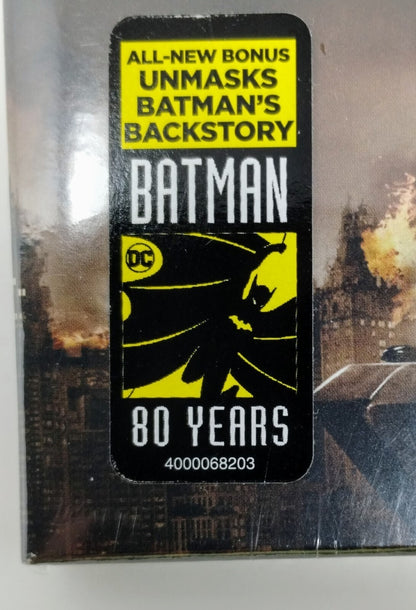 ALL-NEW BONUS
UNMASKS
BATMAN'S
BACKSTORY
BATMAN
DC
80 YEARS
4000068203